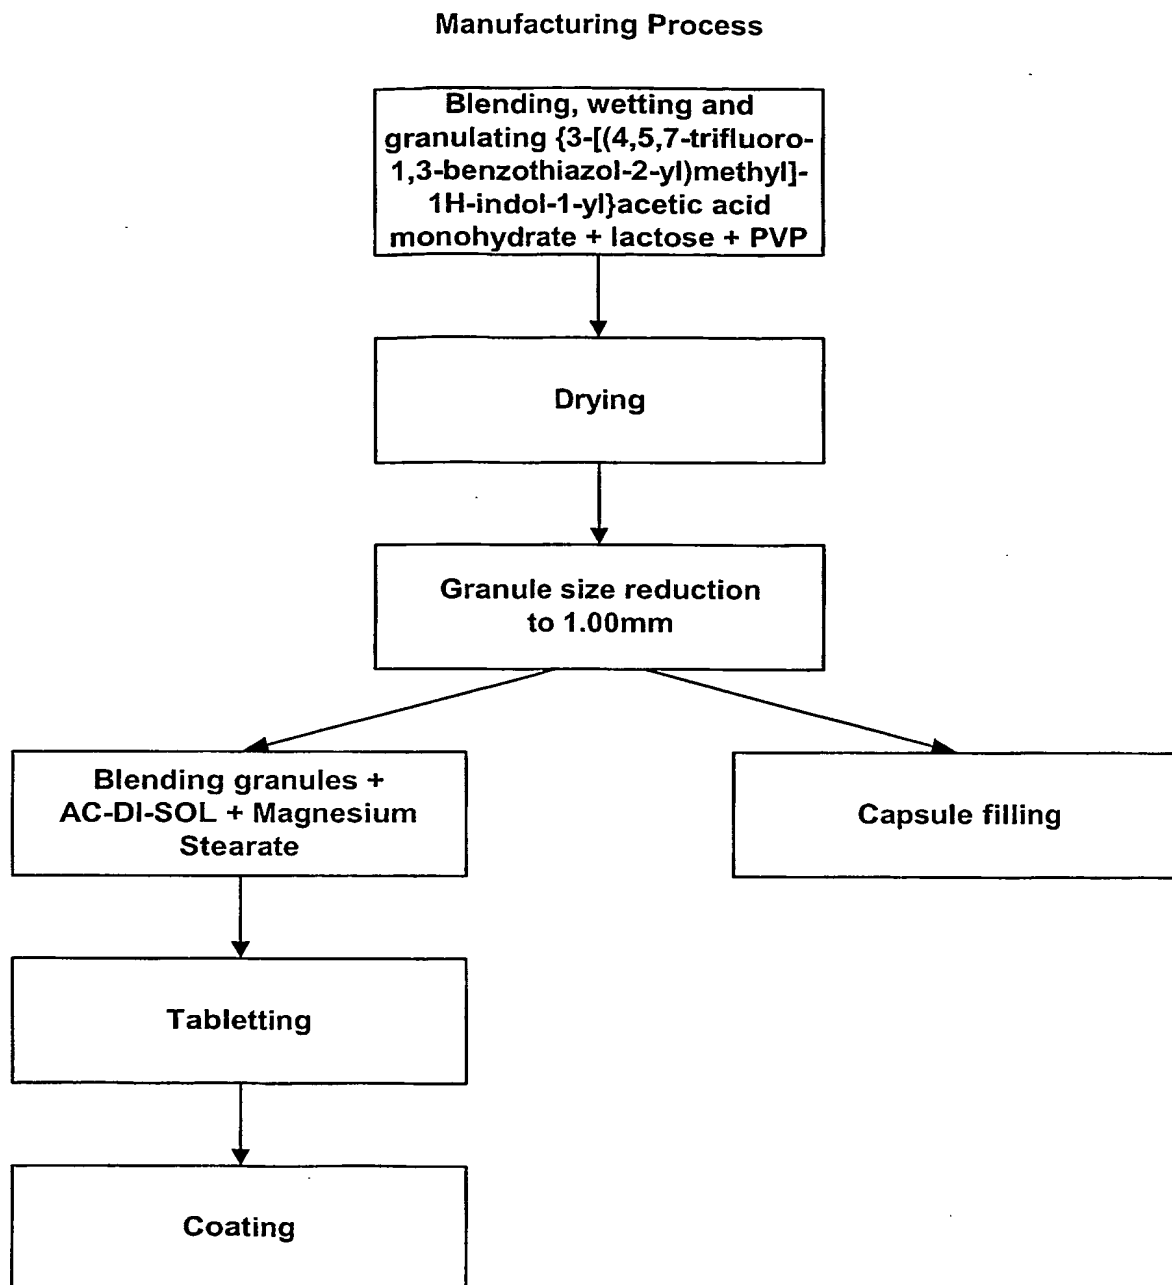 Manufacturing Process
Blending, wetting and
granulating {3-[(4,5,7-trifluoro-
1,3-benzothiazol-2-yl)methyl]-
1H-indol-1-yl}acetic acid
monohydrate + lactose + PVP
Drying
Granule size reduction
to 1.00mm
Blending granules +
AC-DI-SOL + Magnesium
Stearate
Capsule filling
Tabletting
Coating